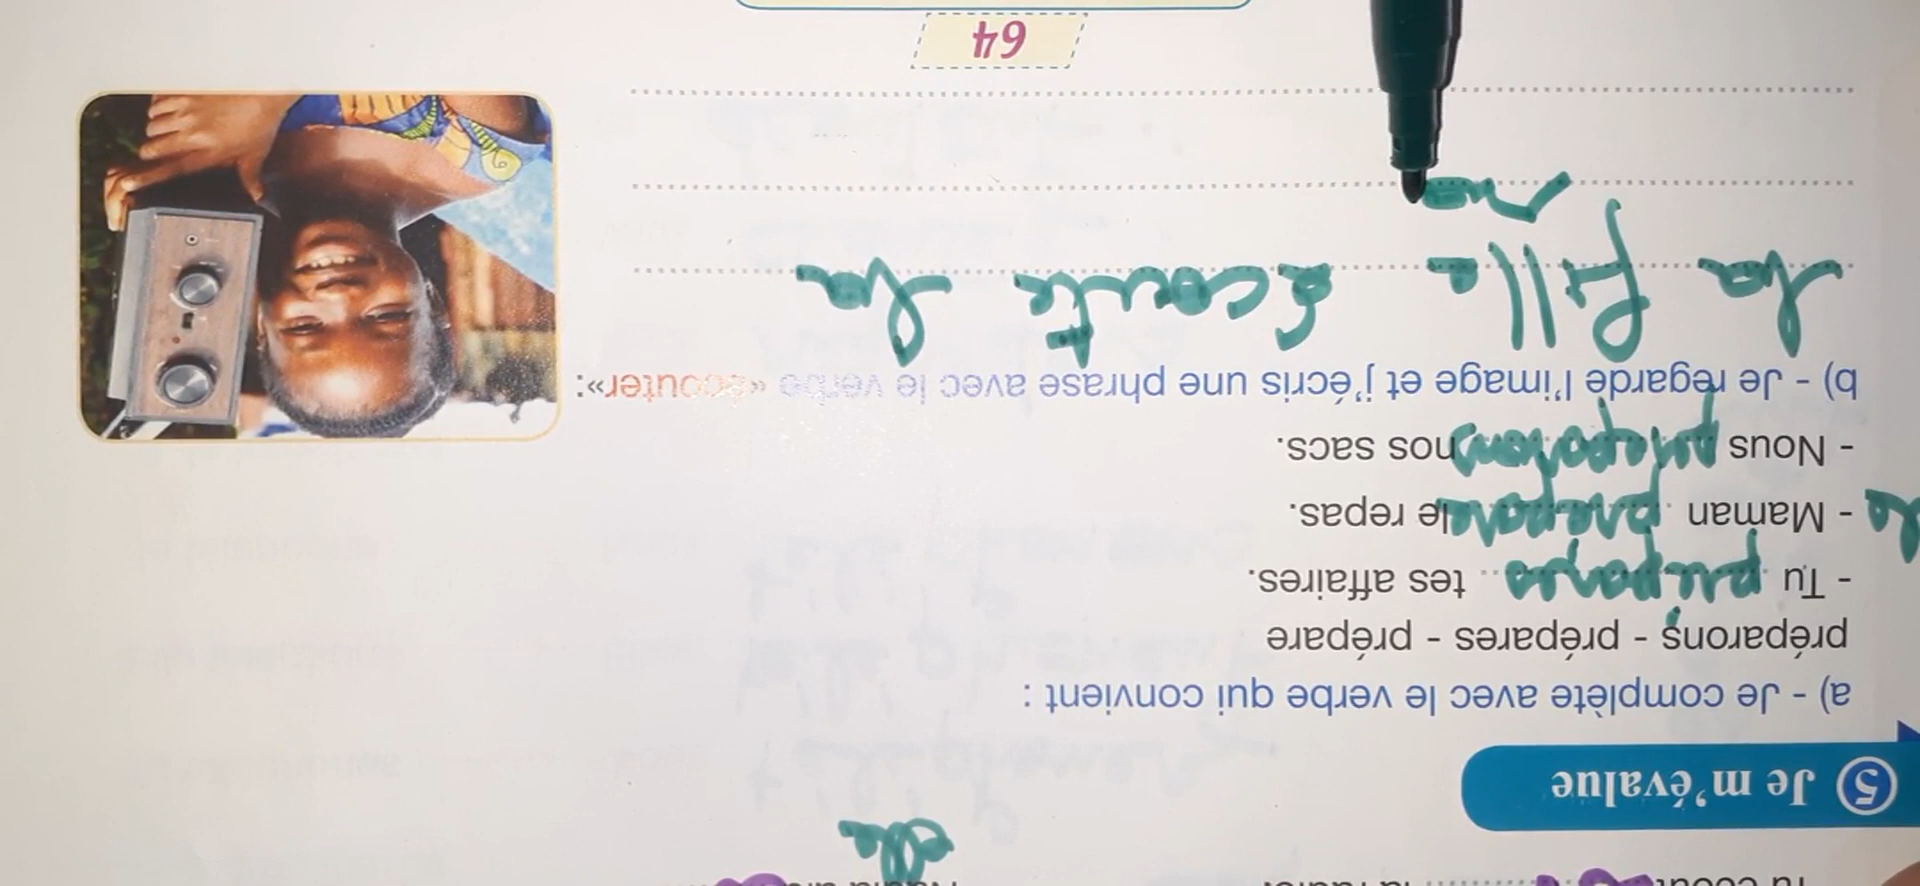 elle
5 Je m'évalue
a) - Je complète avec le verbe qui convient :
préparons - prépares - prépare
- Tu prépares tes affaires.
- Maman prépare le repas.
- Nous préparons nos sacs.
b) - Je regarde l'image et j'écris une phrase avec le verbe «écouter»:
La fille écoute la
64